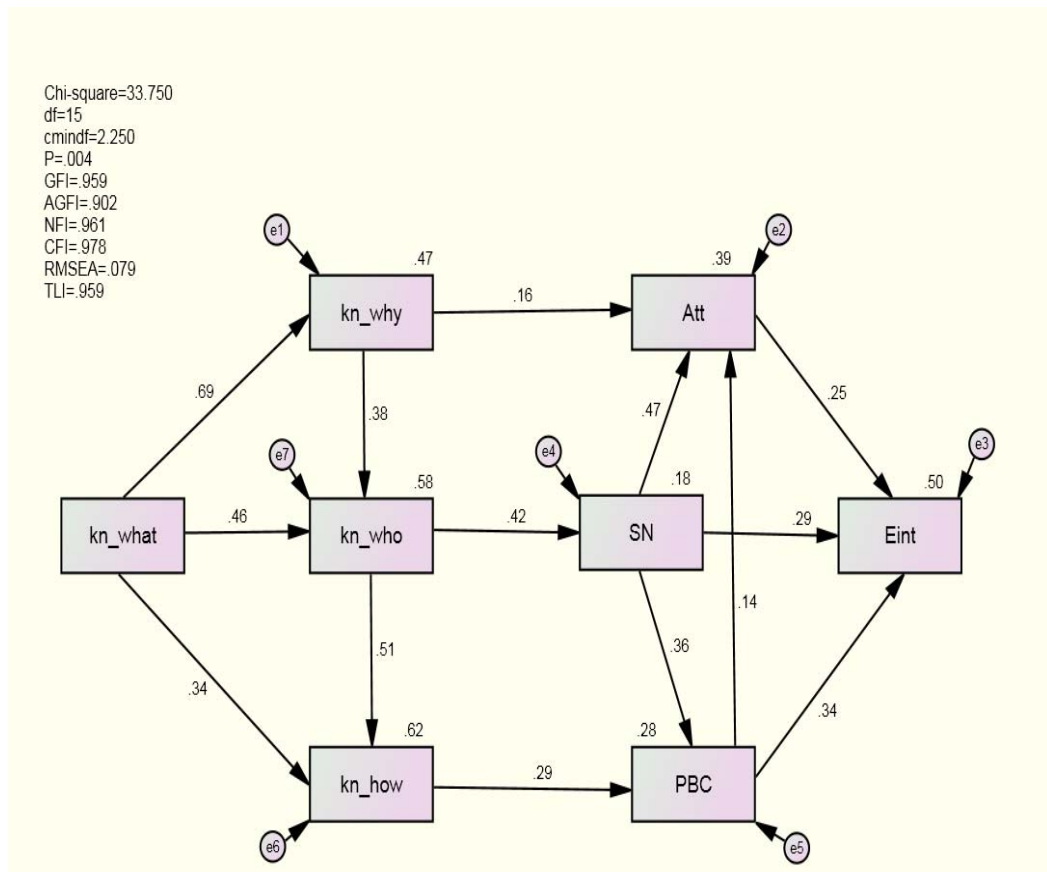 Chi-square=33.750
df=15
cmindf=2.250
P=.004
GFI=.959
AGFI=.902
NFI=.961
CFI=.978
RMSEA=.079
TLI=.959
e1
e2
.47
.39
kn_why
.16
Att
.69
.38
.47
.25
e7
e4
e3
.58
.18
.50
kn_what
.46
kn_who
.42
SN
.29
Eint
.14
.51
.36
.34
.34
.62
.28
kn_how
.29
PBC
e6
e5